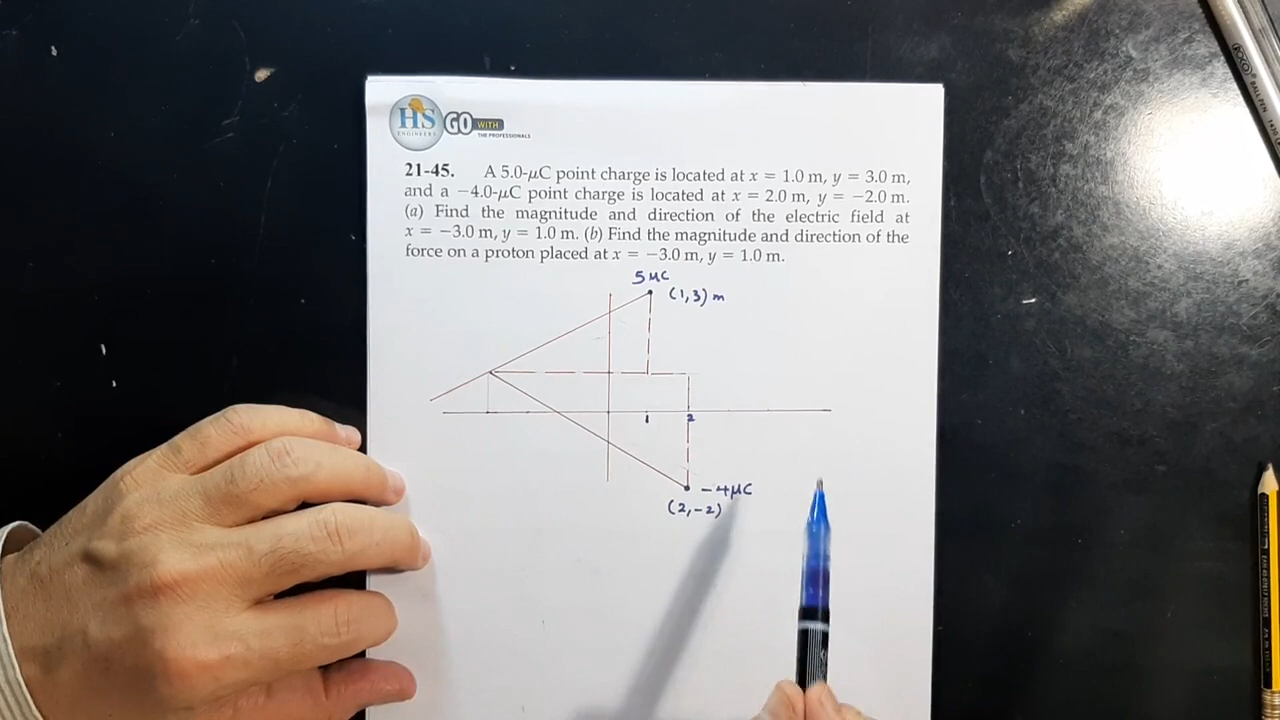 HS
ENGINEERS
GO WITH
THE PROFESSIONALS
21-45. A 5.0-μC point charge is located at x = 1.0 m, y = 3.0 m,
and a −4.0-μC point charge is located at x = 2.0 m, y = −2.0 m.
(a) Find the magnitude and direction of the electric field at
x = −3.0 m, y = 1.0 m. (b) Find the magnitude and direction of the
force on a proton placed at x = −3.0 m, y = 1.0 m.
5 μC
(1,3) m
1 2
−4μC
(2,−2)